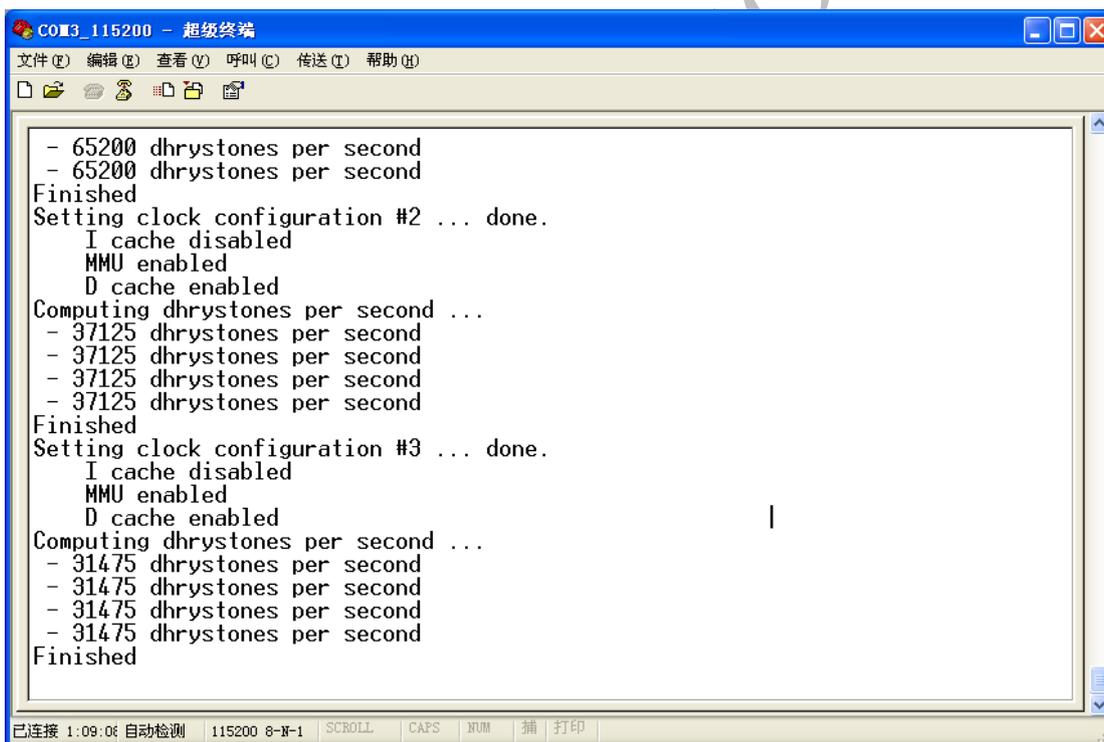 COM3_115200 - 超级终端
文件(F) 编辑(E) 查看(V) 呼叫(C) 传送(T) 帮助(H)
- 65200 dhrystones per second
- 65200 dhrystones per second
Finished
Setting clock configuration #2 ... done.
I cache disabled
MMU enabled
D cache enabled
Computing dhrystones per second ...
- 37125 dhrystones per second
- 37125 dhrystones per second
- 37125 dhrystones per second
- 37125 dhrystones per second
Finished
Setting clock configuration #3 ... done.
I cache disabled
MMU enabled
D cache enabled
Computing dhrystones per second ...
- 31475 dhrystones per second
- 31475 dhrystones per second
- 31475 dhrystones per second
- 31475 dhrystones per second
Finished
已连接 1:09:08 自动检测 115200 8-N-1 SCROLL CAPS NUM 捕 打印